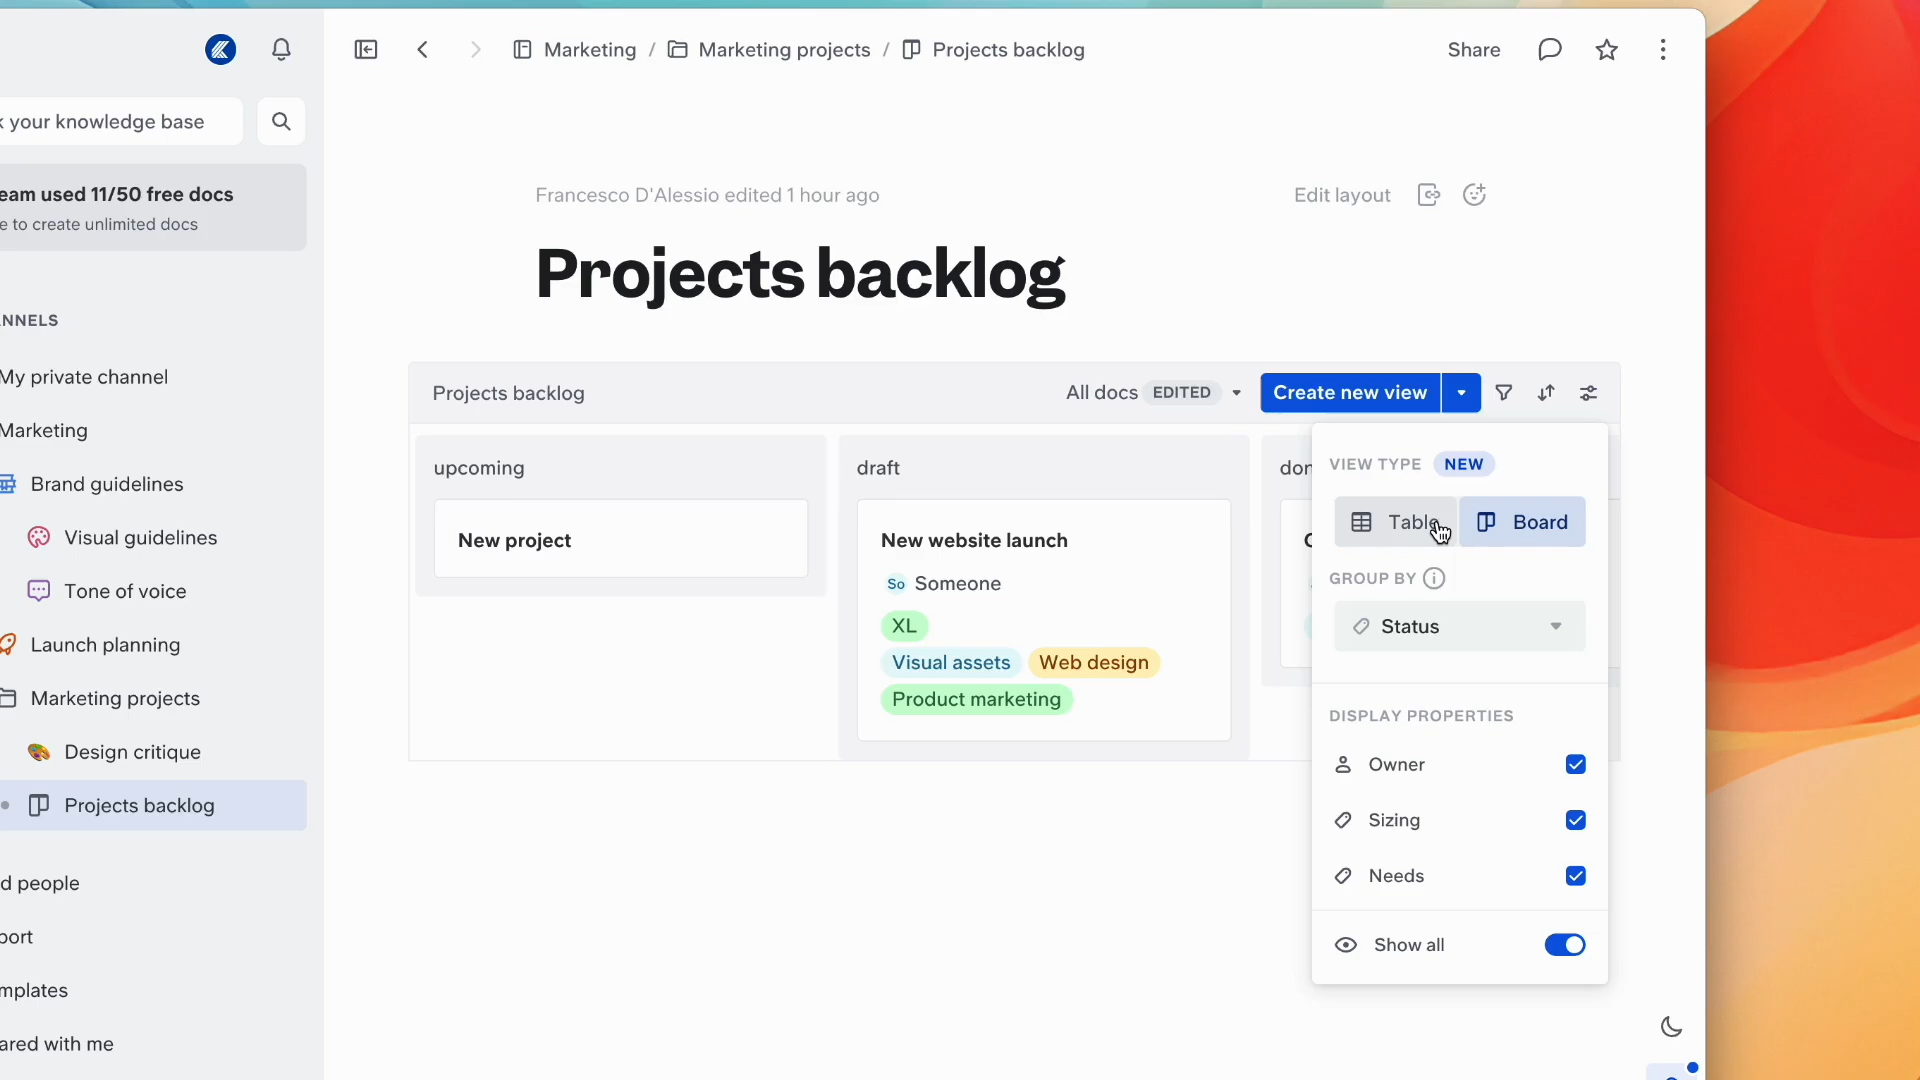 Marketing / Marketing projects / Projects backlog
Share
your knowledge base
eam used 11/50 free docs
e to create unlimited docs
NNELS
My private channel
Marketing
Brand guidelines
Visual guidelines
Tone of voice
Launch planning
Marketing projects
Design critique
Projects backlog
d people
port
mplates
ared with me
Francesco D'Alessio edited 1 hour ago
Edit layout
Projects backlog
Projects backlog
All docs EDITED
Create new view
upcoming
New project
draft
New website launch
So Someone
XL
Visual assets Web design
Product marketing
don
VIEW TYPE NEW
Table
Board
GROUP BY
Status
DISPLAY PROPERTIES
Owner
Sizing
Needs
Show all